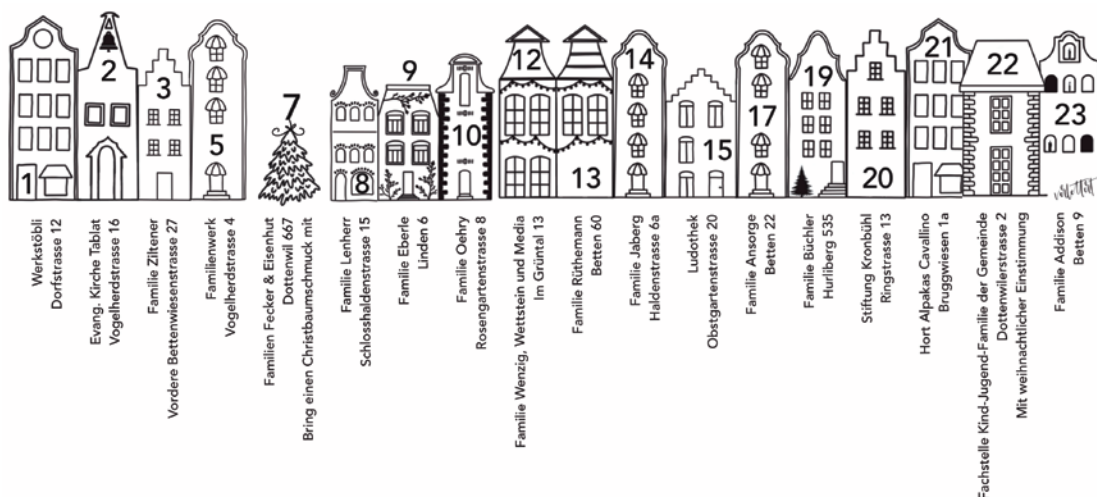 1
Werkstöbli
Dorfstrasse 12
2
Evang. Kirche Tablat
Vogelherdstrasse 16
3
Familie Ziltener
Vordere Bettenwiesenstrasse 27
5
Familienwerk
Vogelherdstrasse 4
7
Familien Fecker & Eisenhut
Dottenwil 667
Bring einen Christbaumschmuck mit
8
Familie Lenherr
Schlosshaldenstrasse 15
9
Familie Eberle
Linden 6
10
Familie Oehry
Rosengartenstrasse 8
12
Familie Wenzig, Wettstein und Media
Im Grüntal 13
13
Familie Rüthemann
Betten 60
14
Familie Jaberg
Haldenstrasse 6a
15
Ludothek
Obstgartenstrasse 20
17
Familie Ansorge
Betten 22
19
Familie Büchler
Hurliberg 535
20
Stiftung Kronbühl
Ringstrasse 13
21
Hort Alpakas Cavallino
Bruggwiesen 1a
22
Fachstelle Kind-Jugend-Familie der Gemeinde
Dottenwilerstrasse 2
Mit weihnachtlicher Einstimmung
23
Familie Addison
Betten 9